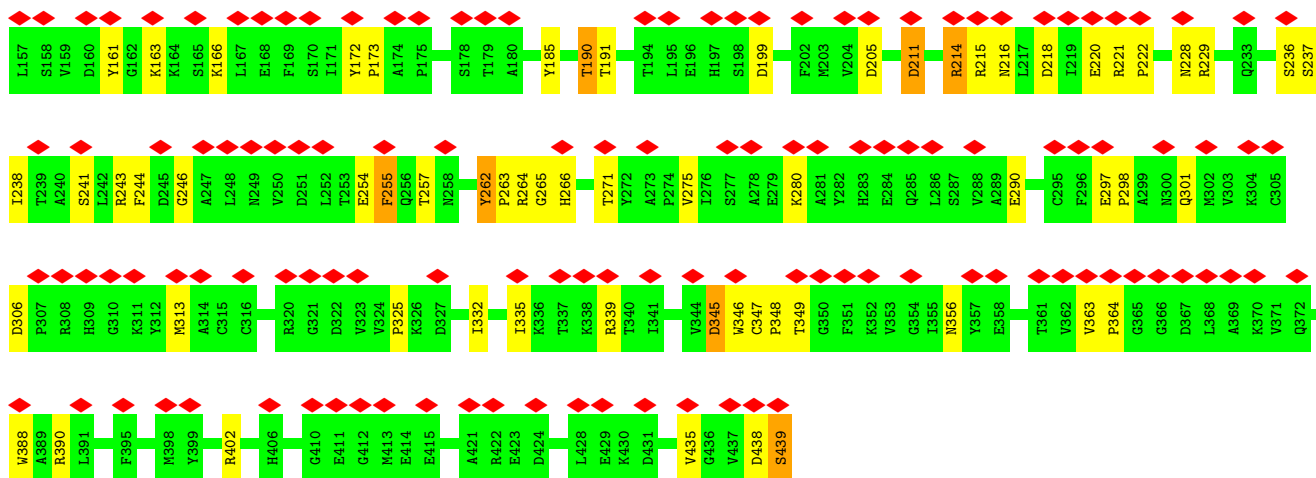 L157 S158 V159 D160 Y161 G162 K163 K164 S165 K166 L167 E168 F169 S170 I171 Y172 P173 A174 P175 S178 T179 A180 Y185 T190 T191 T194 L195 E196 H197 S198 D199 F202 M203 V204 D205 D211 R214 R215 N216 L217 D218 I219 E220 R221 P222 N228 R229 Q233 S236 S237
I238 T239 A240 S241 L242 R243 F244 D245 G246 A247 L248 N249 V250 D251 L252 T253 E254 F255 Q256 T257 N258 Y262 P263 R264 G265 H266 T271 Y272 A273 P274 V275 I276 S277 A278 E279 K280 A281 Y282 H283 E284 Q285 L286 S287 V288 A289 E290 C295 F296 E297 P298 A299 N300 Q301 M302 V303 K304 C305
D306 P307 R308 H309 G310 K311 Y312 M313 A314 C315 C316 R320 G321 D322 V323 V324 P325 K326 D327 I332 I335 K336 T337 K338 R339 T340 I341 V344 D345 W346 C347 P348 T349 G350 F351 K352 V353 G354 I355 N356 Y357 E358 T361 V362 V363 P364 G365 G366 D367 L368 A369 K370 V371 Q372
W388 A389 R390 L391 F395 M398 Y399 R402 H406 G410 E411 G412 M413 E414 E415 A421 R422 E423 D424 L428 E429 K430 D431 V435 G436 V437 D438 S439